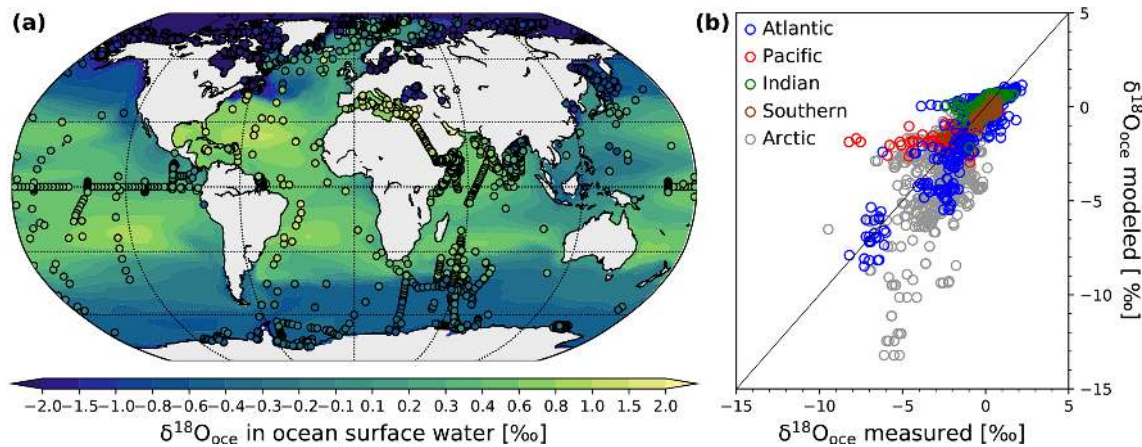 (a)
−2.0 −1.5 −1.0 −0.8 −0.6 −0.4 −0.3 −0.2 −0.1 0.1 0.2 0.3 0.4 0.6 0.8 1.0 1.5 2.0
δ¹⁸Oₒ꜀ₑ in ocean surface water [‰]
(b)
Atlantic
Pacific
Indian
Southern
Arctic
5
0
−5
−10
−15
δ¹⁸Oₒ꜀ₑ modeled [ ‰]
−15 −10 −5 0 5
δ¹⁸Oₒ꜀ₑ measured [‰]